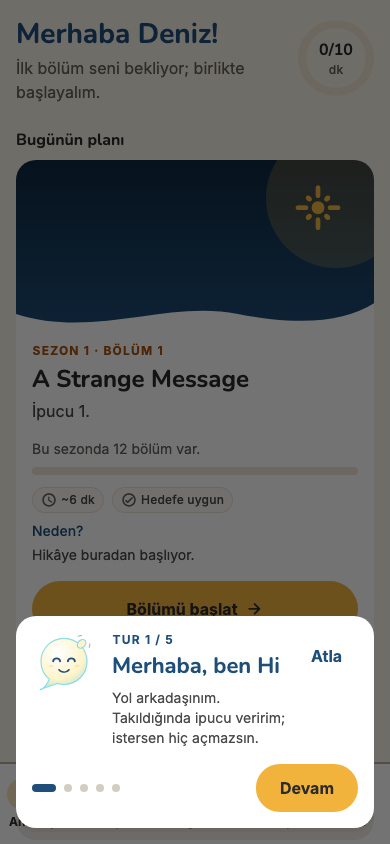 Merhaba Deniz!
İlk bölüm seni bekliyor; birlikte
başlayalım.
0/10
dk
Bugünün planı
SEZON 1 · BÖLÜM 1
A Strange Message
İpucu 1.
Bu sezonda 12 bölüm var.
~6 dk
Hedefe uygun
Neden?
Hikâye buradan başlıyor.
Bölümü başlat →
TUR 1 / 5
Merhaba, ben Hi
Atla
Yol arkadaşınım.
Takıldığında ipucu veririm;
istersen hiç açmazsın.
Devam